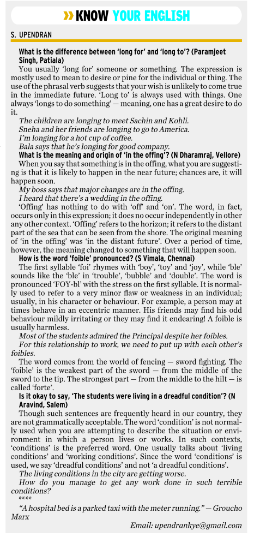 » KNOW YOUR ENGLISH
S. UPENDRAN
What is the difference between 'long for' and 'long to'? (Paramjeet
Singh, Patiala)
You usually 'long for' someone or something. The expression is
mostly used to mean to desire or pine for the individual or thing. The
use of the phrasal verb suggests that your wish is unlikely to come true
in the immediate future. 'Long to' is always used with things. One
always 'longs to do something' — meaning, one has a great desire to do
it.
The children are longing to meet Sachin and Kohli.
Sneha and her friends are longing to go to America.
I'm longing for a hot cup of coffee.
Bala says that he's longing for good company.
What is the meaning and origin of 'in the offing'? (N Dharamraj, Vellore)
When you say that something is in the offing, what you are suggesti-
ng is that it is likely to happen in the near future; chances are, it will
happen soon.
My boss says that major changes are in the offing.
I heard that there's a wedding in the offing.
'Offing' has nothing to do with 'off' and 'on'. The word, in fact,
occurs only in this expression; it does no occur independently in other
any other context. 'Offing' refers to the horizon; it refers to the distant
part of the sea that can be seen from the shore. The original meaning
of 'in the offing' was 'in the distant future'. Over a period of time,
however, the meaning changed to something that will happen soon.
How is the word 'foible' pronounced? (S Vimala, Chennai)
The first syllable 'foi' rhymes with 'boy', 'toy' and 'joy', while 'ble'
sounds like the 'ble' in 'trouble', 'babble' and 'double'. The word is
pronounced 'FOY-bl' with the stress on the first syllable. It is normal-
ly used to refer to a very minor flaw or weakness in an individual;
usually, in his character or behaviour. For example, a person may at
times behave in an eccentric manner. His friends may find his odd
behaviour mildly irritating or they may find it endearing! A foible is
usually harmless.
Most of the students admired the Principal despite her foibles.
For this relationship to work, we need to put up with each other's
foibles.
The word comes from the world of fencing — sword fighting. The
'foible' is the weakest part of the sword — from the middle of the
sword to the tip. The strongest part — from the middle to the hilt — is
called 'forte'.
Is it okay to say, 'The students were living in a dreadful condition'? (N
Aravind, Salem)
Though such sentences are frequently heard in our country, they
are not grammatically acceptable. The word 'condition' is not normal-
ly used when you are attempting to describe the situation or envi-
ronment in which a person lives or works. In such contexts,
'conditions' is the preferred word. One usually talks about 'living
conditions' and 'working conditions'. Since the word 'conditions' is
used, we say 'dreadful conditions' and not 'a dreadful conditions'.
The living conditions in the city are getting worse.
How do you manage to get any work done in such terrible
conditions?
****
"A hospital bed is a parked taxi with the meter running." — Groucho
Marx
Email: upendrankye@gmail.com